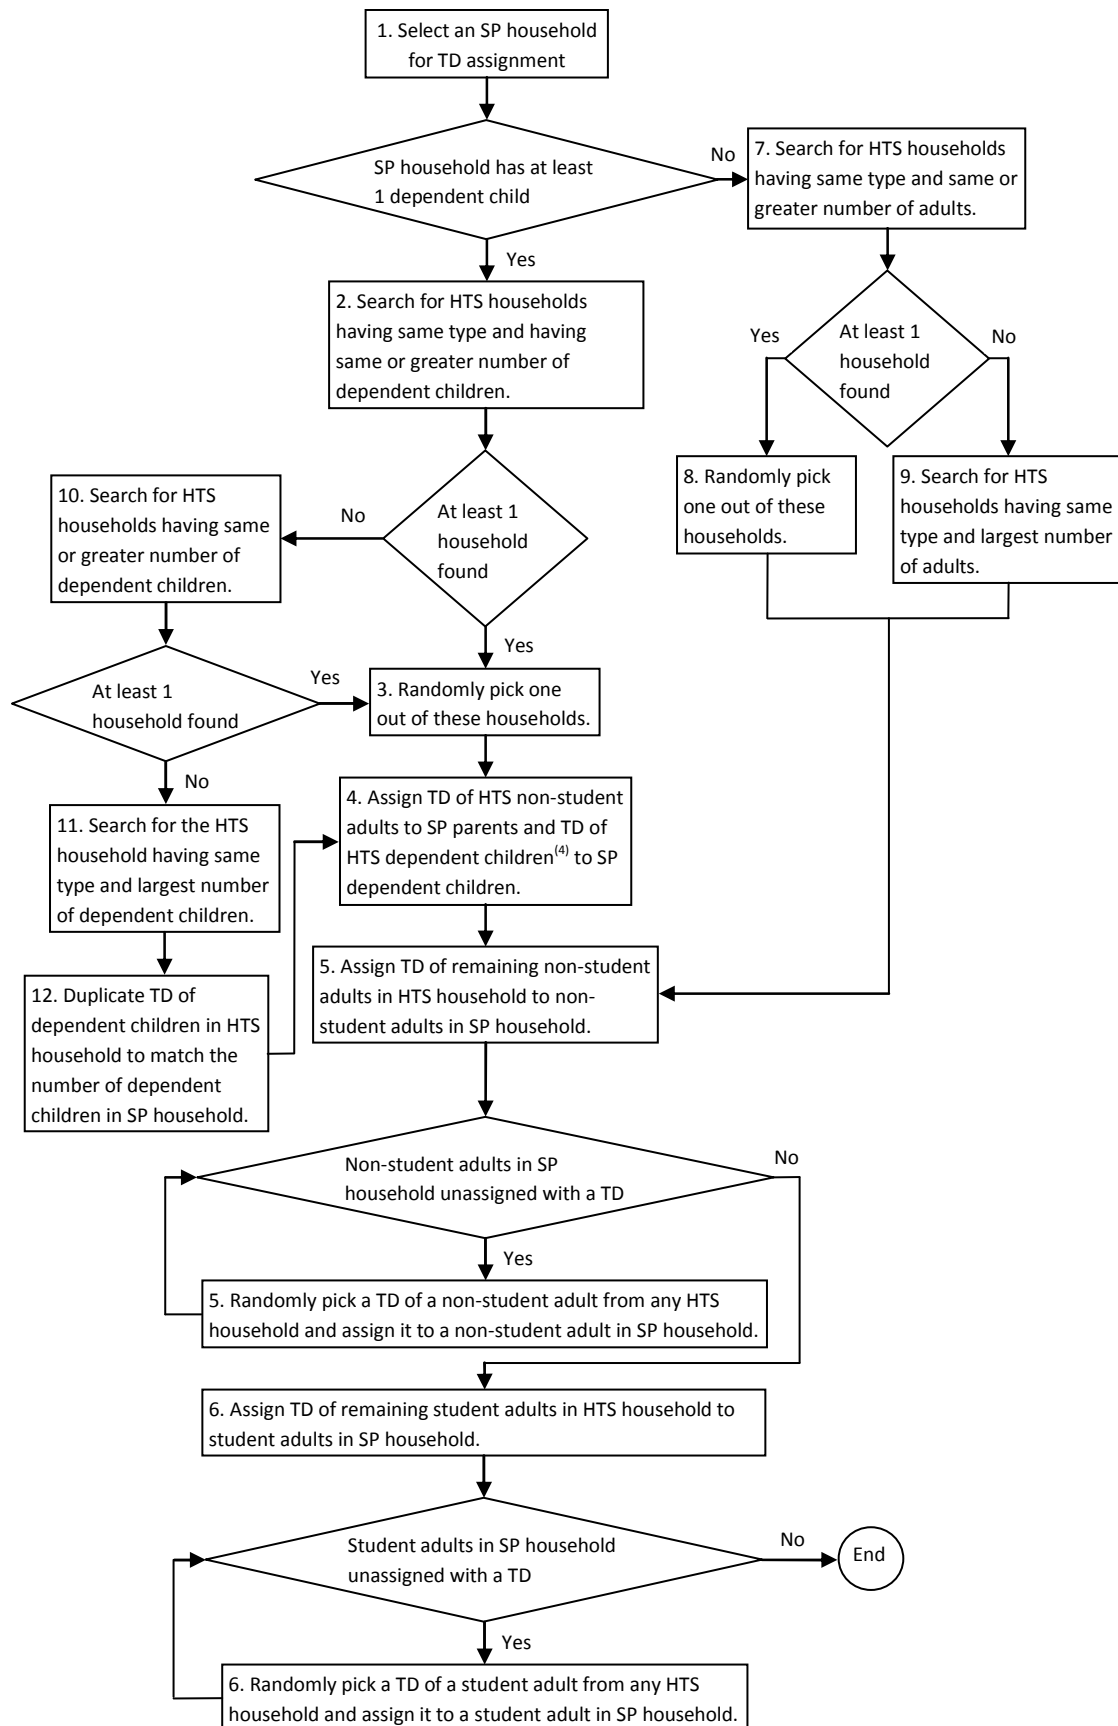 1. Select an SP household
for TD assignment
SP household has at least
1 dependent child
No
7. Search for HTS households
having same type and same or
greater number of adults.
Yes
2. Search for HTS households
having same type and having
same or greater number of
dependent children.
Yes
At least 1
household
found
No
8. Randomly pick
one out of these
households.
9. Search for HTS
households having same
type and largest number
of adults.
10. Search for HTS
households having same
or greater number of
dependent children.
No
At least 1
household
found
Yes
At least 1
household found
Yes
3. Randomly pick one
out of these households.
No
11. Search for the HTS
household having same
type and largest number
of dependent children.
4. Assign TD of HTS non-student
adults to SP parents and TD of
HTS dependent children(4) to SP
dependent children.
12. Duplicate TD of
dependent children in HTS
household to match the
number of dependent
children in SP household.
5. Assign TD of remaining non-student
adults in HTS household to non-
student adults in SP household.
Non-student adults in SP
household unassigned with a TD
No
Yes
5. Randomly pick a TD of a non-student adult from any HTS
household and assign it to a non-student adult in SP household.
6. Assign TD of remaining student adults in HTS household to
student adults in SP household.
Student adults in SP household
unassigned with a TD
No
End
Yes
6. Randomly pick a TD of a student adult from any HTS
household and assign it to a student adult in SP household.